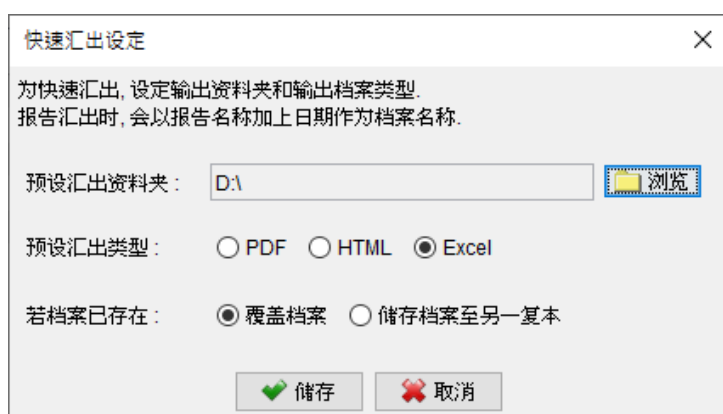 快速汇出设定
为快速汇出, 设定输出资料夹和输出档案类型.
报告汇出时, 会以报告名称加上日期作为档案名称.
预设汇出资料夹 : D:\ 浏览
预设汇出类型 : PDF HTML Excel
若档案已存在 : 覆盖档案 储存档案至另一复本
储存 取消